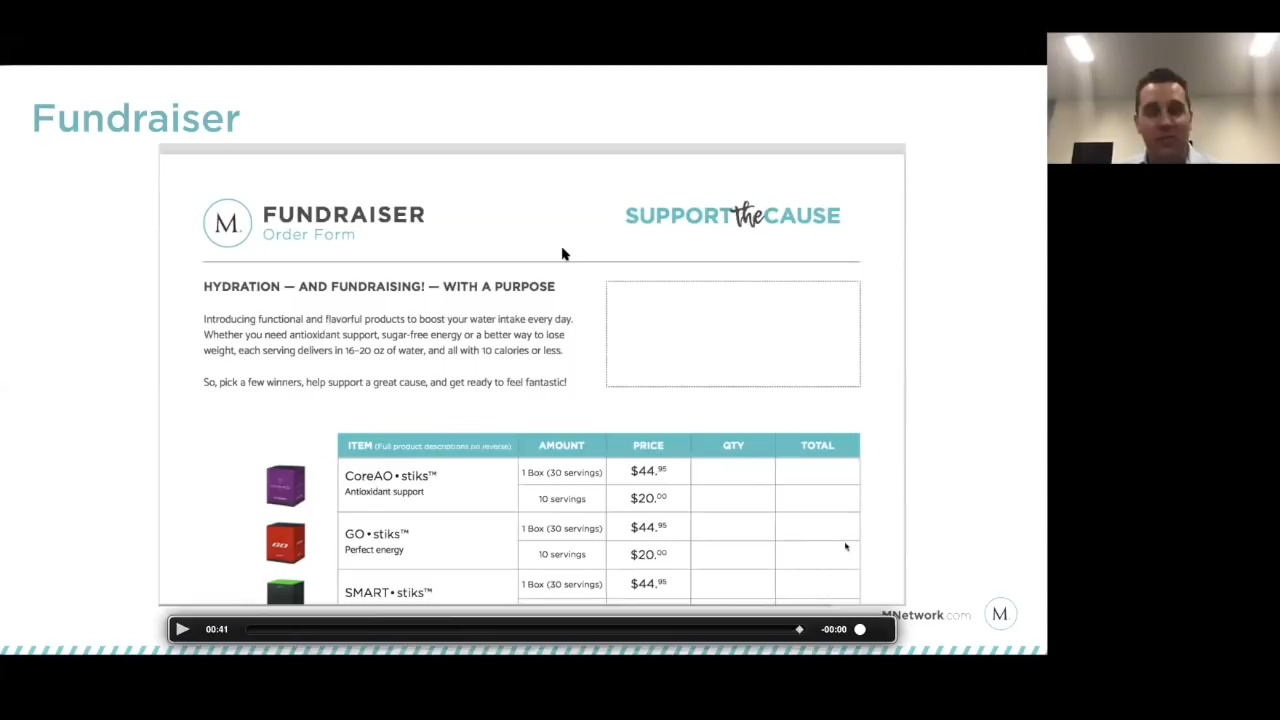 Fundraiser
M.
FUNDRAISER
Order Form
SUPPORT the CAUSE
HYDRATION — AND FUNDRAISING! — WITH A PURPOSE
Introducing functional and flavorful products to boost your water intake every day.
Whether you need antioxidant support, sugar-free energy or a better way to lose
weight, each serving delivers in 16–20 oz of water, and all with 10 calories or less.
So, pick a few winners, help support a great cause, and get ready to feel fantastic!
ITEM (Full product descriptions on reverse) AMOUNT PRICE QTY TOTAL
CoreAO•stiks™
Antioxidant support
1 Box (30 servings) $44.95
10 servings $20.00
GO
GO•stiks™
Perfect energy
1 Box (30 servings) $44.95
10 servings $20.00
SMART•stiks™
1 Box (30 servings) $44.95
MNetwork.com
M.
00:41
-00:00